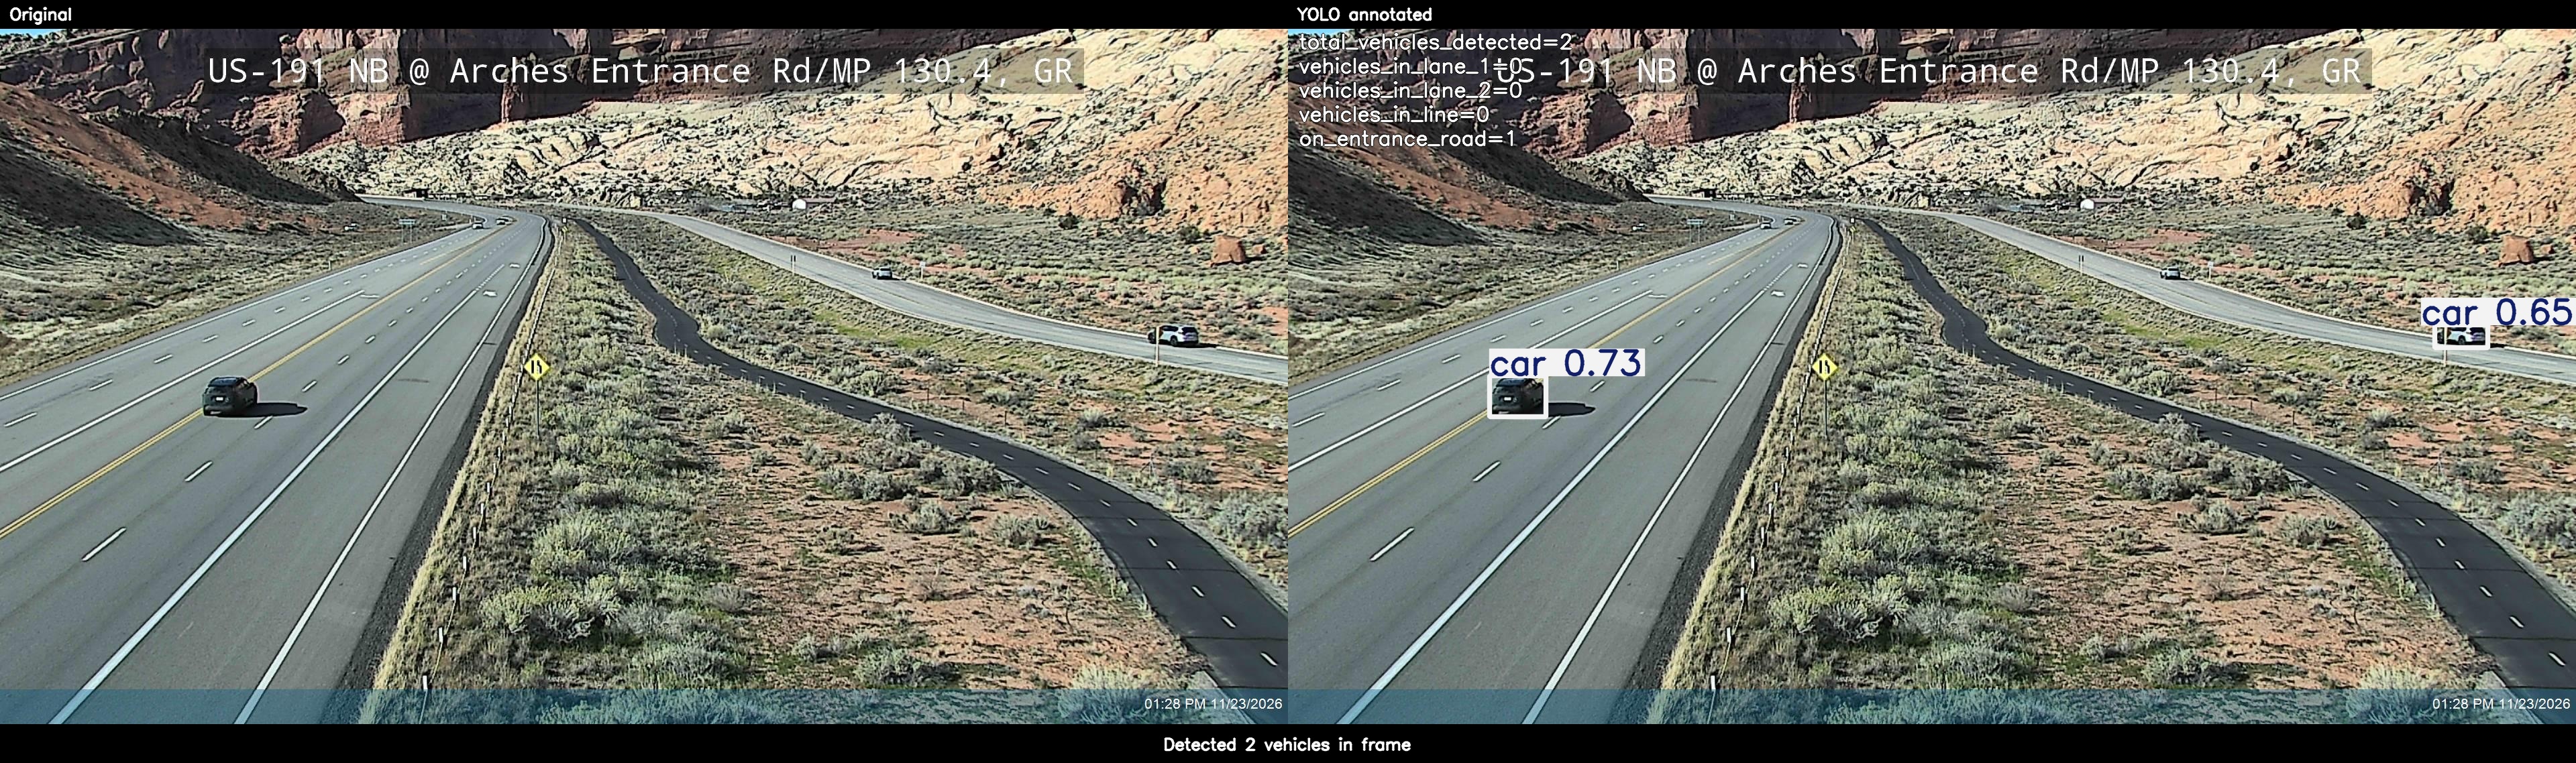 Original
US-191 NB @ Arches Entrance Rd/MP 130.4, GR
01:28 PM 11/23/2026
YOLO annotated
total_vehicles_detected=2
vehicles_in_lane_1=0
US-191 NB @ Arches Entrance Rd/MP 130.4, GR
vehicles_in_lane_2=0
vehicles_in_line=0
on_entrance_road=1
car 0.65
car 0.73
01:28 PM 11/23/2026
Detected 2 vehicles in frame